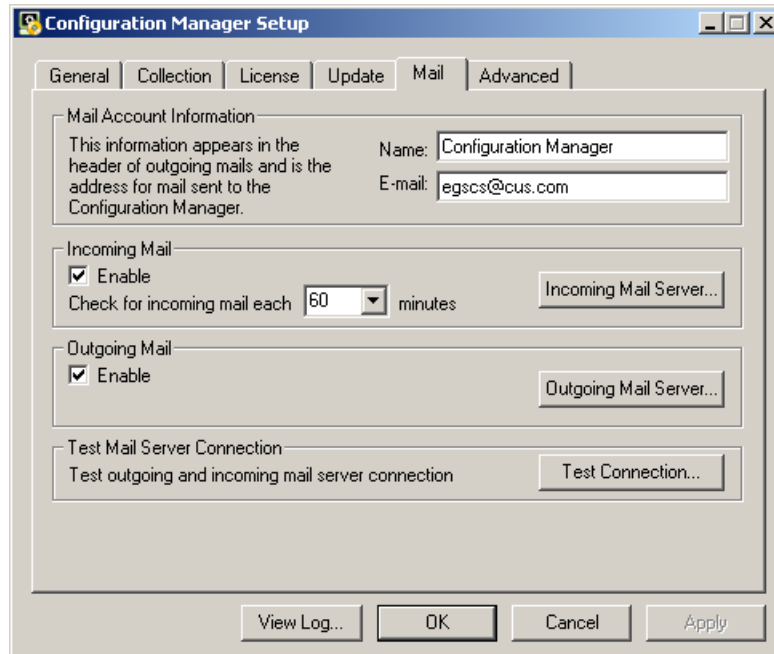 Configuration Manager Setup
General Collection License Update Mail Advanced
Mail Account Information
This information appears in the
header of outgoing mails and is the
address for mail sent to the
Configuration Manager.
Name: Configuration Manager
E-mail: egscs@cus.com
Incoming Mail
Enable
Check for incoming mail each 60 minutes
Incoming Mail Server...
Outgoing Mail
Enable
Outgoing Mail Server...
Test Mail Server Connection
Test outgoing and incoming mail server connection
Test Connection...
View Log... OK Cancel Apply